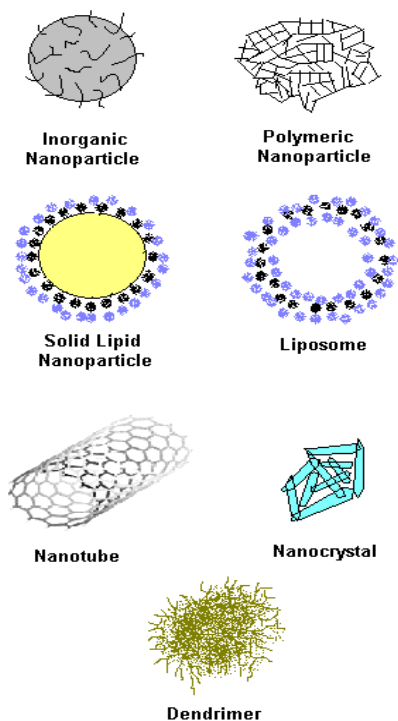 Inorganic
Nanoparticle
Polymeric
Nanoparticle
Solid Lipid
Nanoparticle
Liposome
Nanotube
Nanocrystal
Dendrimer